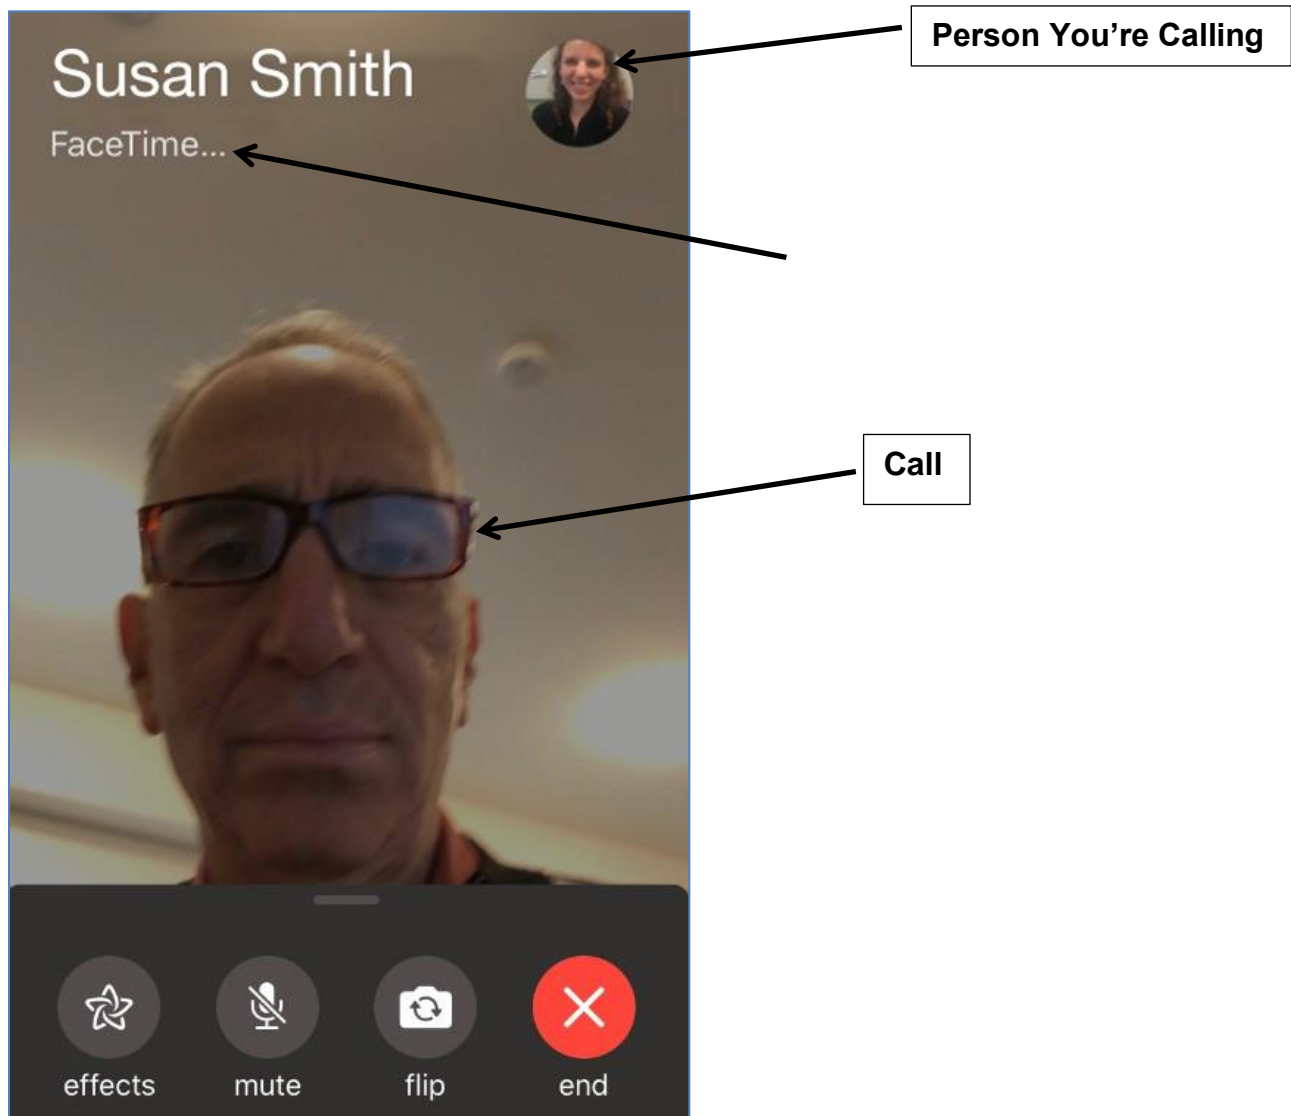 Person You’re Calling
Susan Smith
FaceTime...
Call
effects
mute
flip
end